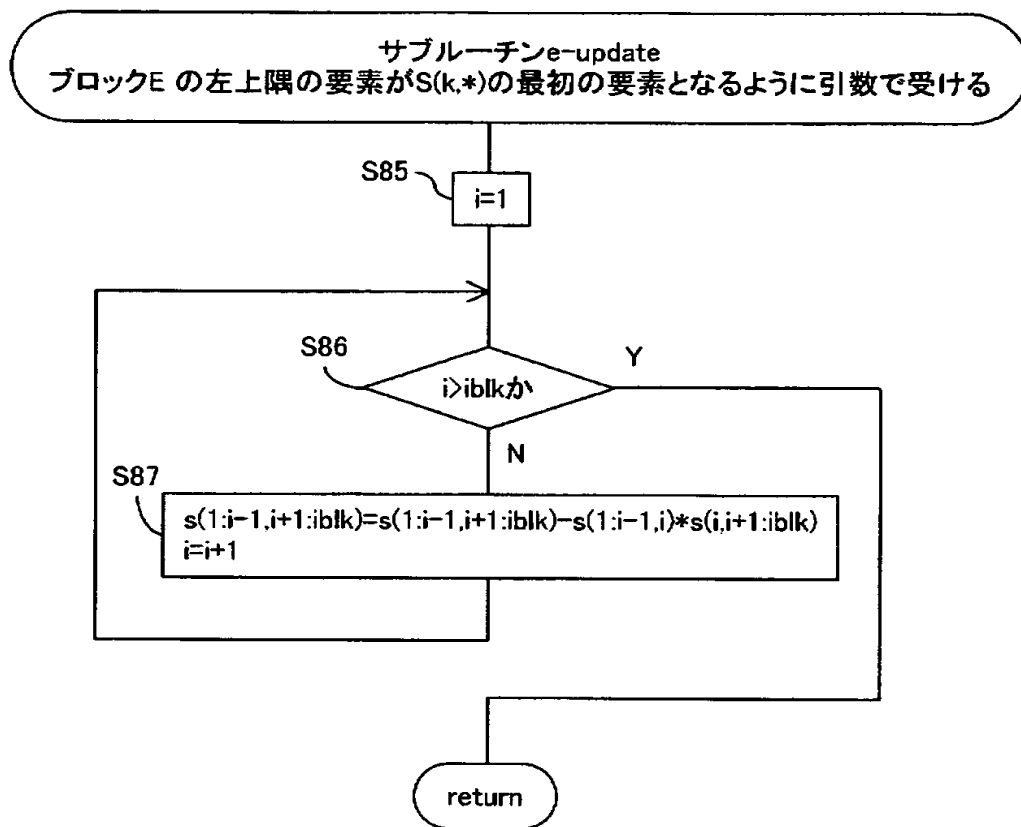 サブルーチンe-update
ブロックE の左上隅の要素がS(k,*)の最初の要素となるように引数で受ける
S85
i=1
S86
i>iblkか
Y
N
S87
s(1:i-1,i+1:iblk)=s(1:i-1,i+1:iblk)-s(1:i-1,i)*s(i,i+1:iblk)
i=i+1
return